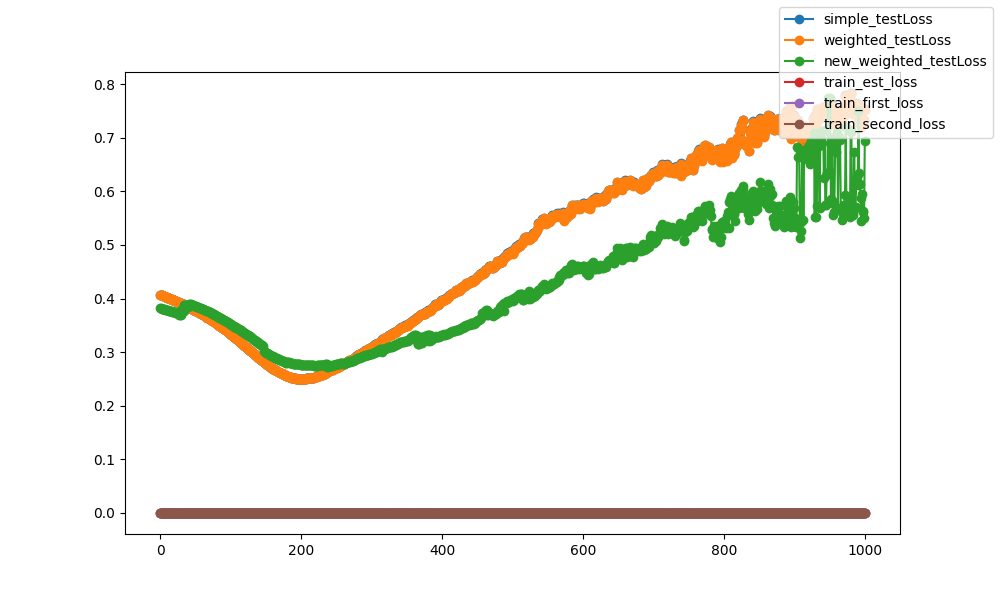 simple_testLoss
weighted_testLoss
new_weighted_testLoss
train_est_loss
train_first_loss
train_second_loss
0.8
0.7
0.6
0.5
0.4
0.3
0.2
0.1
0.0
0 200 400 600 800 1000